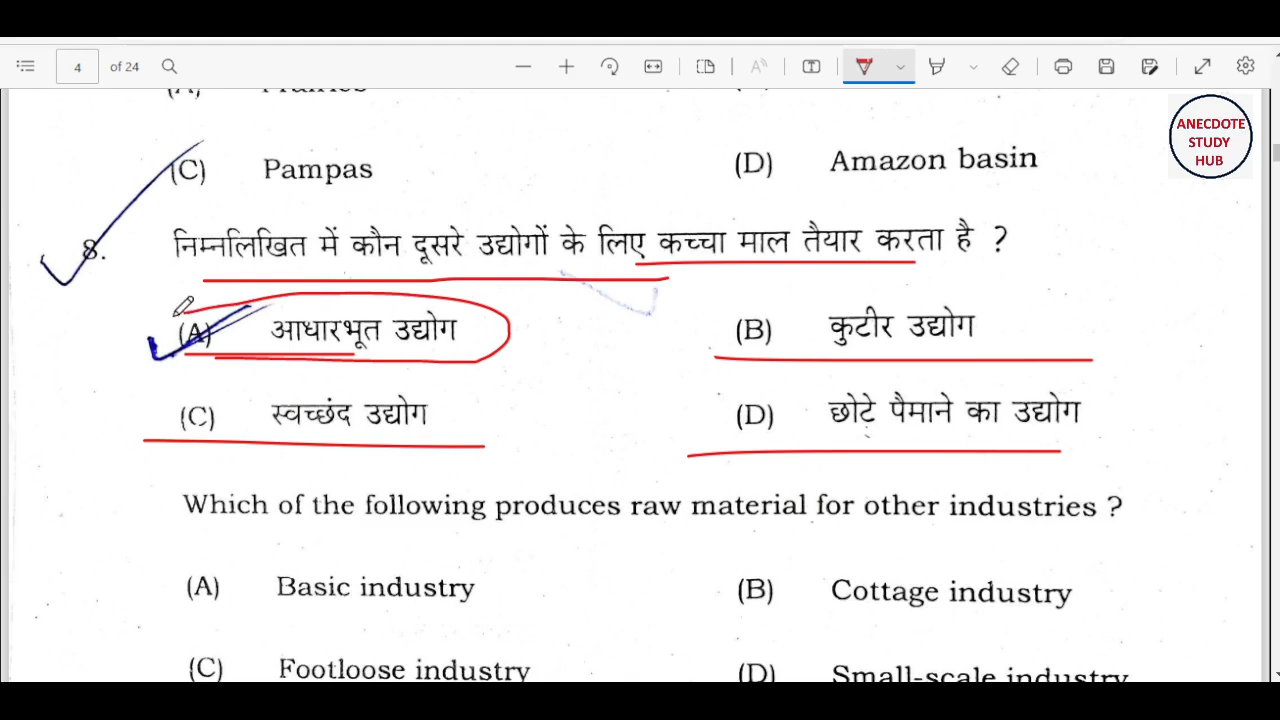 4 of 24
ANECDOTE
STUDY
HUB
(C) Pampas (D) Amazon basin
8. निम्नलिखित में कौन दूसरे उद्योगों के लिए कच्चा माल तैयार करता है ?
(A) आधारभूत उद्योग (B) कुटीर उद्योग
(C) स्वच्छंद उद्योग (D) छोटे पैमाने का उद्योग
Which of the following produces raw material for other industries ?
(A) Basic industry (B) Cottage industry
(C) Footloose industry (D) Small-scale industry